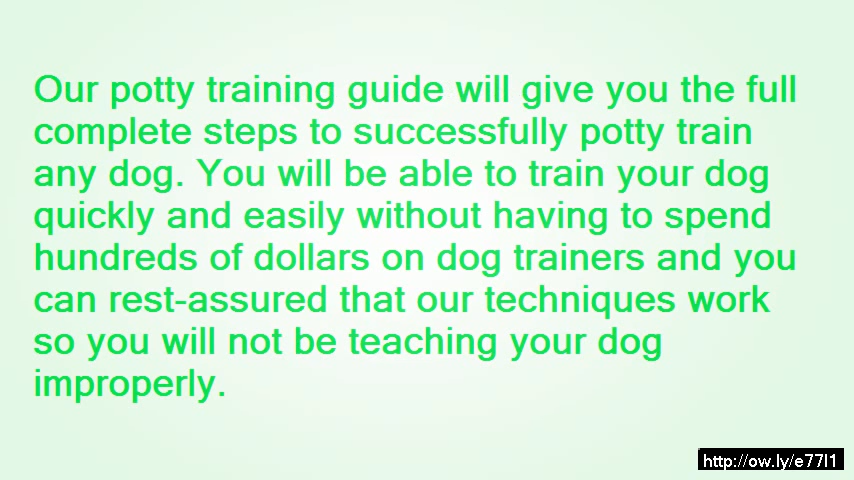 Our potty training guide will give you the full
complete steps to successfully potty train
any dog. You will be able to train your dog
quickly and easily without having to spend
hundreds of dollars on dog trainers and you
can rest-assured that our techniques work
so you will not be teaching your dog
improperly.
http://ow.ly/e77l1